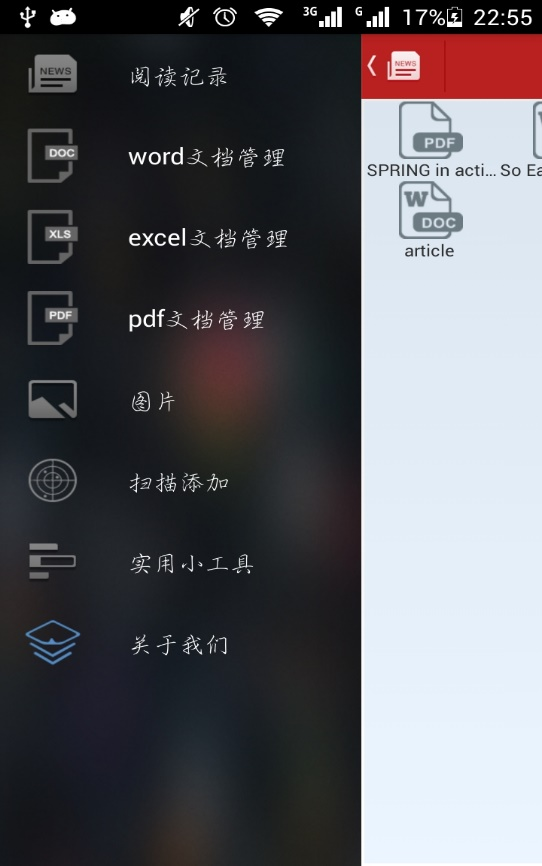 3G G 17% 22:55
NEWS 阅读记录
DOC word文档管理
XLS excel文档管理
PDF pdf文档管理
图片
扫描添加
实用小工具
关于我们
NEWS
PDF
SPRING in acti... So Ea
W DOC
article